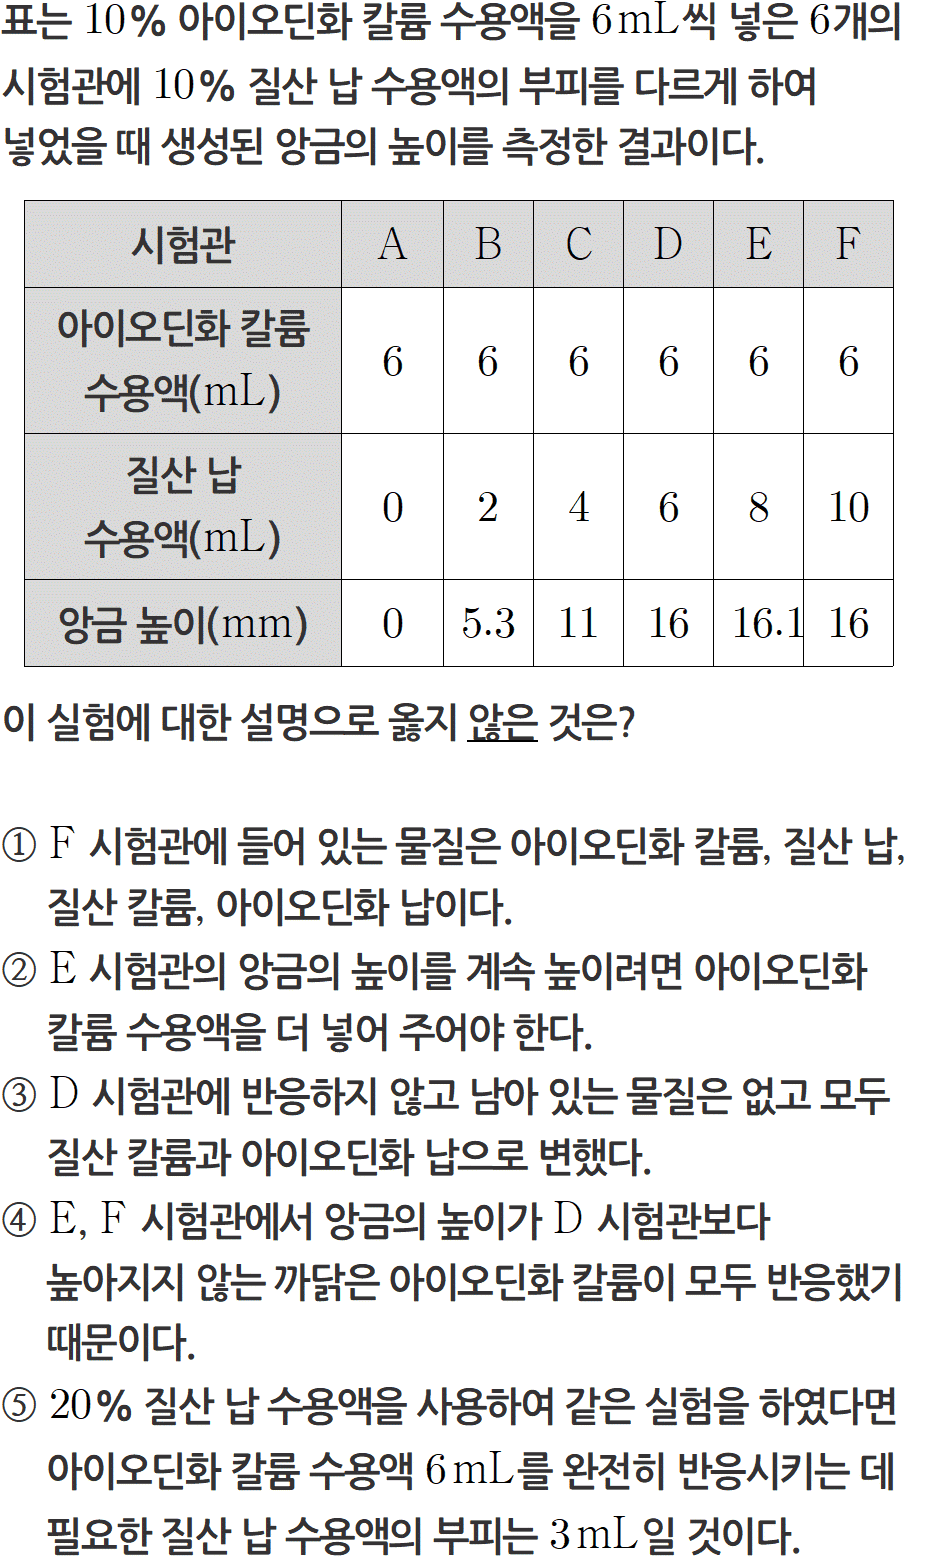 표는 10% 아이오딘화 칼륨 수용액을 6mL씩 넣은 6개의
시험관에 10% 질산 납 수용액의 부피를 다르게 하여
넣었을 때 생성된 앙금의 높이를 측정한 결과이다.
시험관 A B C D E F
아이오딘화 칼륨
수용액(mL) 6 6 6 6 6 6
질산 납
수용액(mL) 0 2 4 6 8 10
앙금 높이(mm) 0 5.3 11 16 16.1 16
이 실험에 대한 설명으로 옳지 않은 것은?
① F 시험관에 들어 있는 물질은 아이오딘화 칼륨, 질산 납,
질산 칼륨, 아이오딘화 납이다.
② E 시험관의 앙금의 높이를 계속 높이려면 아이오딘화
칼륨 수용액을 더 넣어 주어야 한다.
③ D 시험관에 반응하지 않고 남아 있는 물질은 없고 모두
질산 칼륨과 아이오딘화 납으로 변했다.
④ E, F 시험관에서 앙금의 높이가 D 시험관보다
높아지지 않는 까닭은 아이오딘화 칼륨이 모두 반응했기
때문이다.
⑤ 20% 질산 납 수용액을 사용하여 같은 실험을 하였다면
아이오딘화 칼륨 수용액 6mL를 완전히 반응시키는 데
필요한 질산 납 수용액의 부피는 3mL일 것이다.